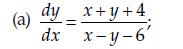 (a) dy/dx = x+y+4/x−y−6;